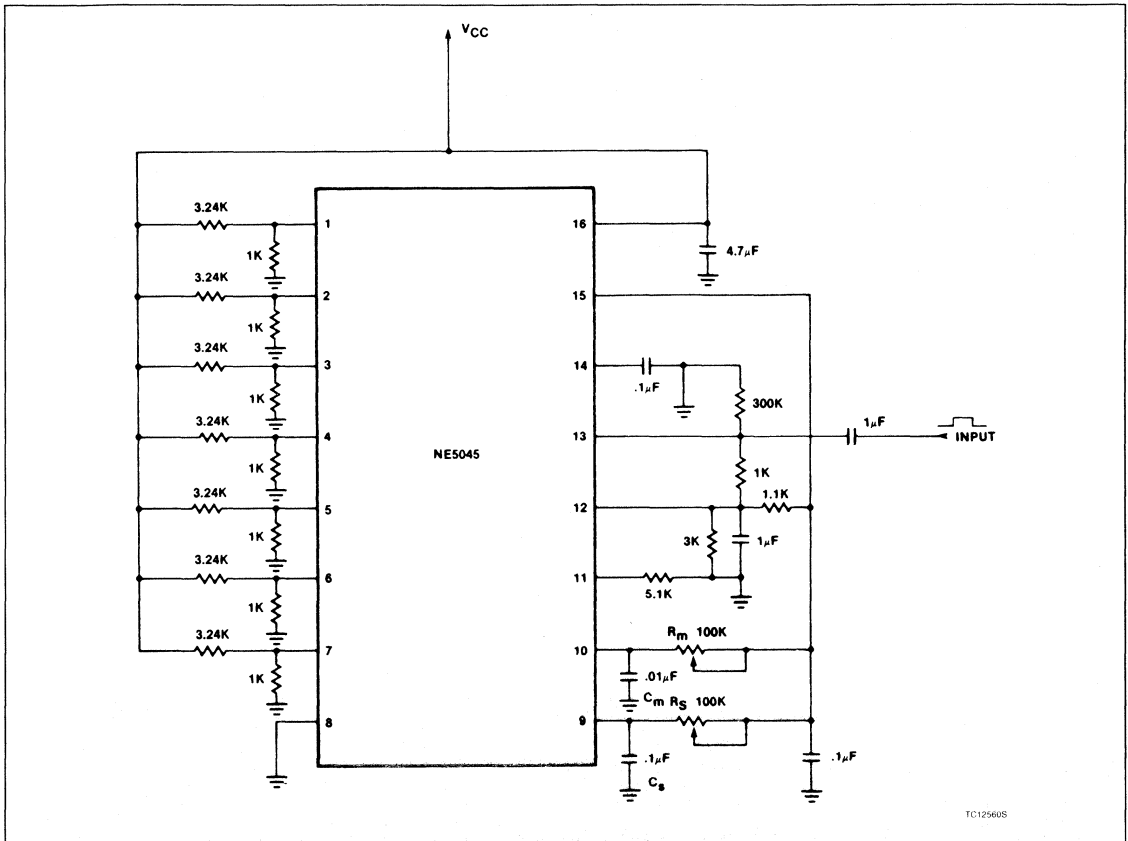 VCC
3.24K
1
16
1K
4.7μF
3.24K
2
15
1K
3.24K
3
14
.1μF
1K
300K
3.24K
4
13
1μF
INPUT
1K
NE5045
1K
1.1K
3.24K
5
12
1K
3K
1μF
3.24K
6
11
5.1K
1K
3.24K
7
10
Rm 100K
1K
.01μF
Cm RS 100K
8
9
.1μF
Cs
.1μF
TC12560S